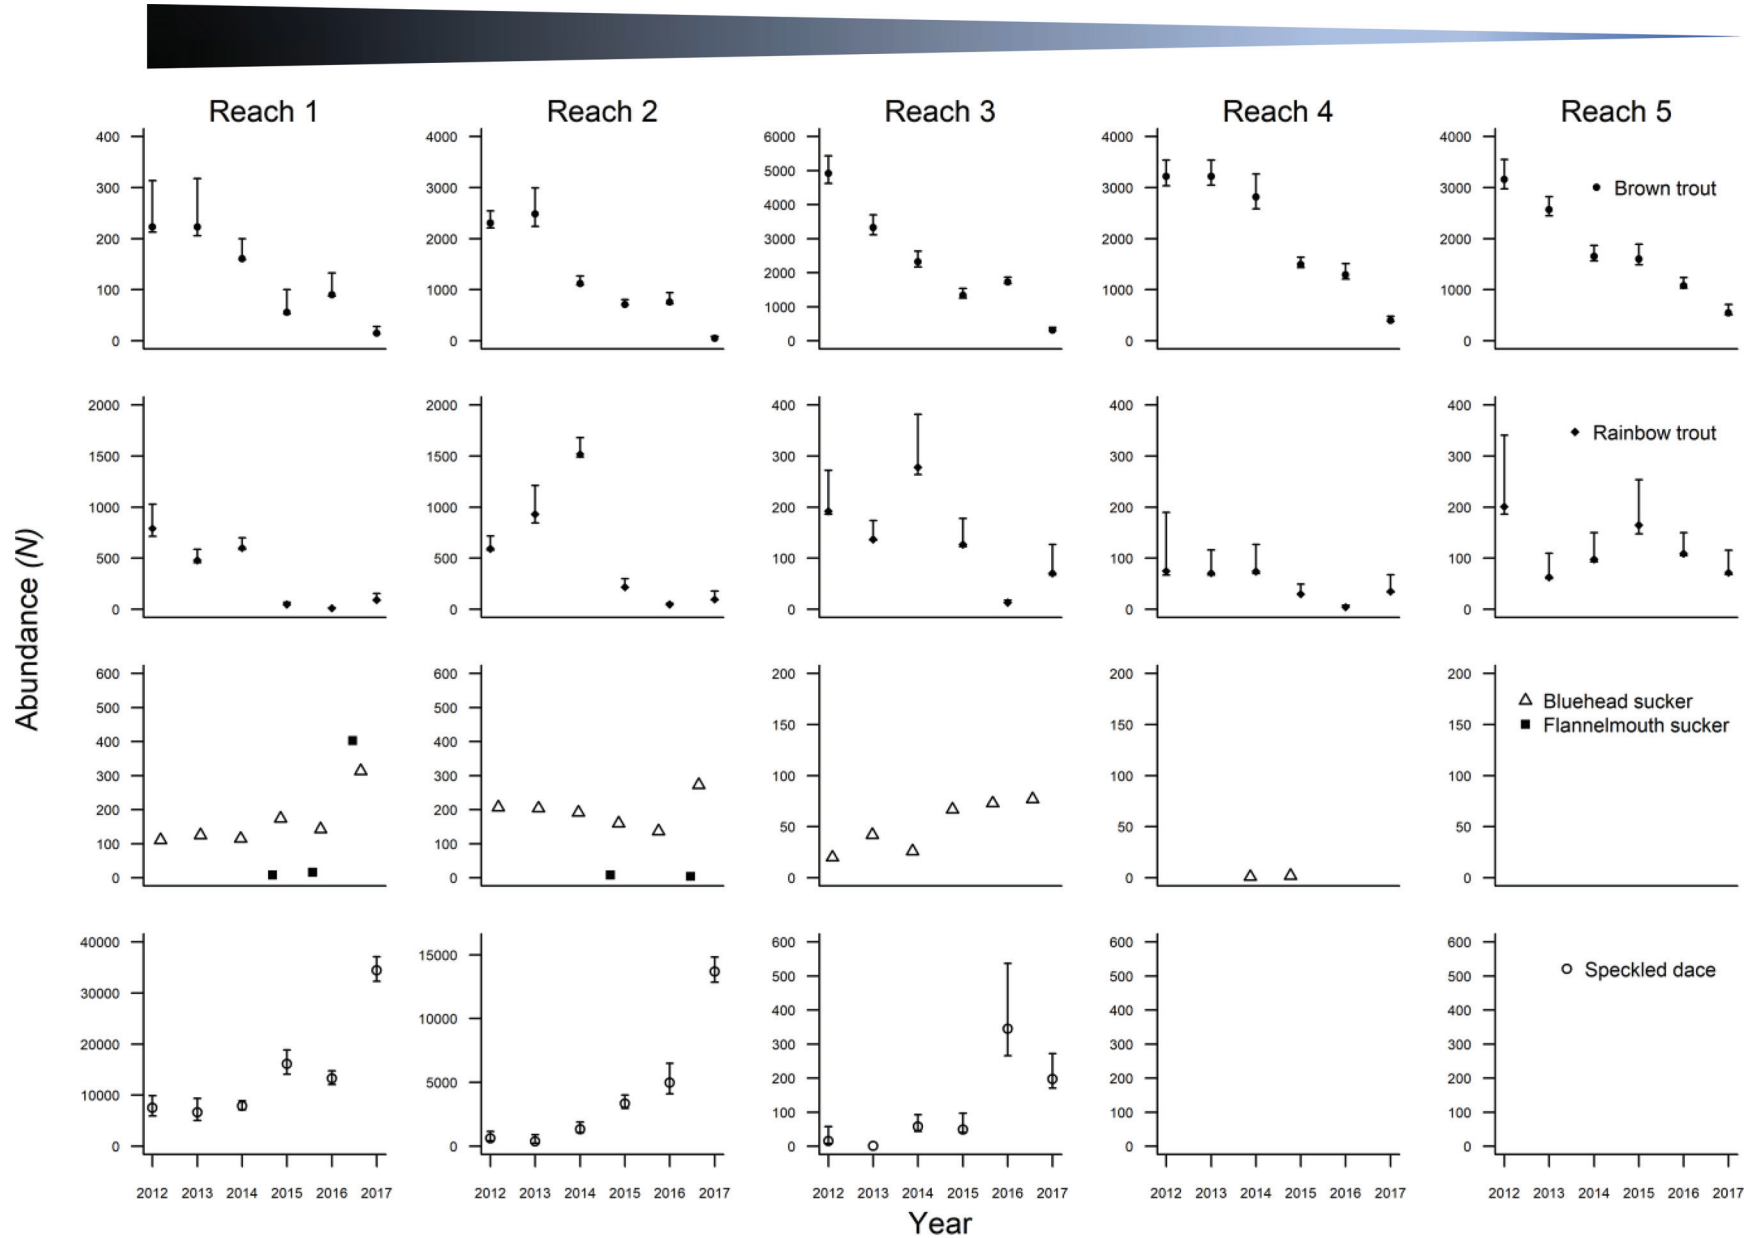 Reach 1 Reach 2 Reach 3 Reach 4 Reach 5
400 4000 6000 4000 4000
300 3000 5000 3000 3000
200 2000 4000 2000 2000
100 1000 3000 1000 1000
0 0 2000 0 0
1000
0
Brown trout
2000 2000 400 400 400
1500 1500 300 300 300
1000 1000 200 200 200
500 500 100 100 100
0 0 0 0 0
Rainbow trout
Abundance (N)
600 600 200 200 200
500 500 150 150 150
400 400 100 100 100
300 300 50 50 50
200 200 0 0 0
100 100
0 0
Bluehead sucker
Flannelmouth sucker
40000 15000 600 600 600
30000 10000 500 500 500
20000 5000 400 400 400
10000 0 300 300 300
0 200 200 200
100 100 100
0 0 0
Speckled dace
2012 2013 2014 2015 2016 2017 2012 2013 2014 2015 2016 2017 2012 2013 2014 2015 2016 2017 2012 2013 2014 2015 2016 2017 2012 2013 2014 2015 2016 2017
Year